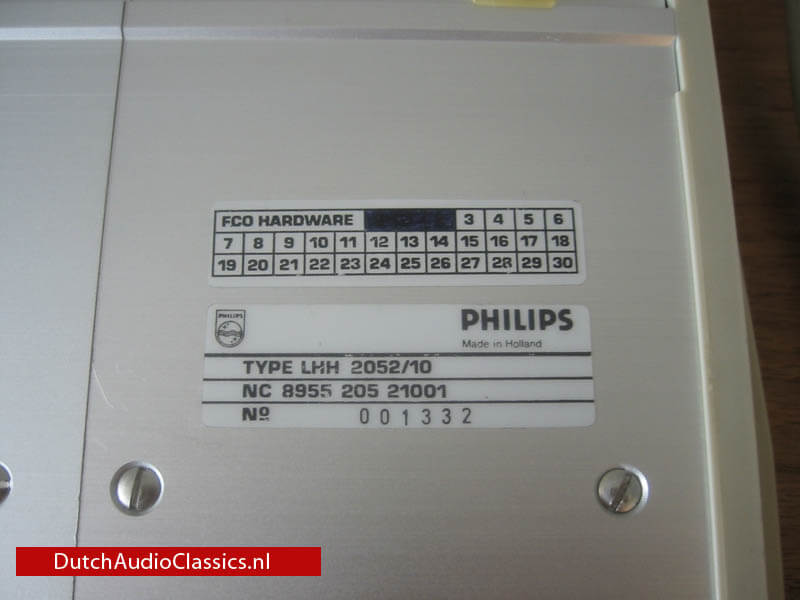 FCO HARDWARE 3 4 5 6
7 8 9 10 11 12 13 14 15 16 17 18
19 20 21 22 23 24 25 26 27 28 29 30
PHILIPS
PHILIPS
Made in Holland
TYPE LHH 2052/10
NC 8955 205 21001
Nº 001332
DutchAudioClassics.nl